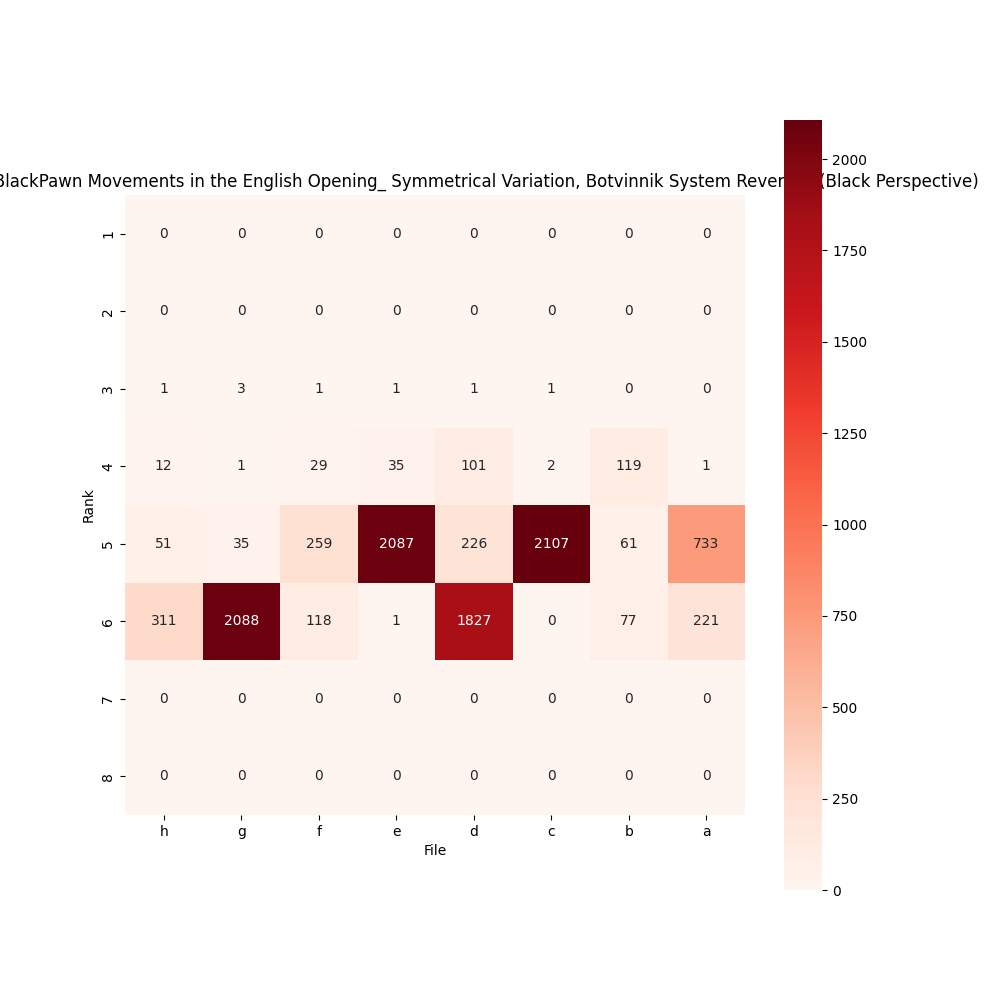 BlackPawn Movements in the English Opening_ Symmetrical Variation, Botvinnik System (Black Perspective)
2000
1750
1500
1250
1000
750
500
250
0
Rank
1 0 0 0 0 0 0 0 0
2 0 0 0 0 0 0 0 0
3 1 3 1 1 1 1 0 0
4 12 1 29 35 101 2 119 1
5 51 35 259 2087 226 2107 61 733
6 311 2088 118 1 1827 0 77 221
7 0 0 0 0 0 0 0 0
8 0 0 0 0 0 0 0 0
h g f e d c b a
File